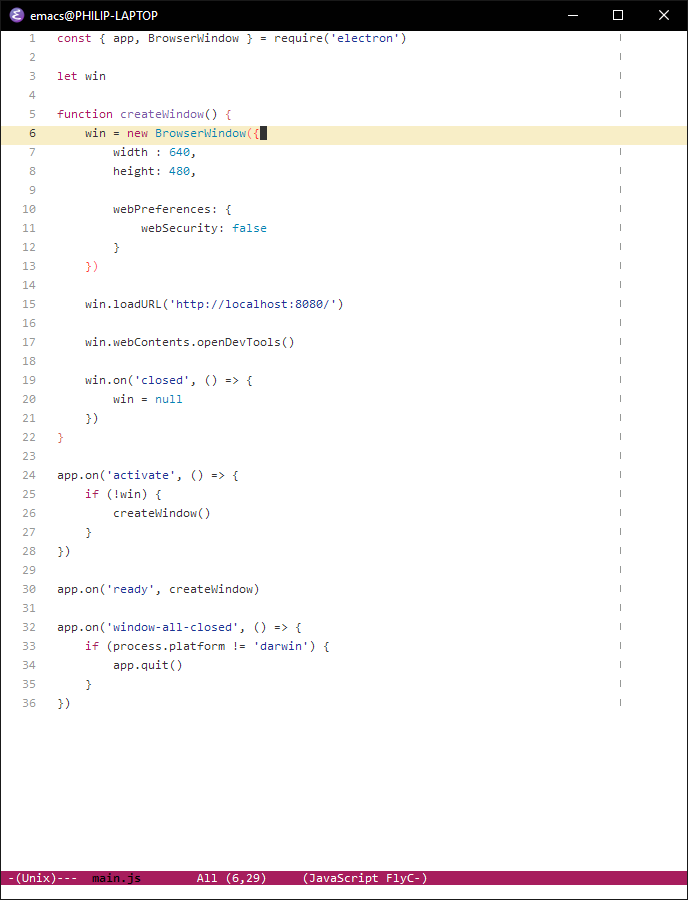 emacs@PHILIP-LAPTOP
1 const { app, BrowserWindow } = require('electron')
2
3 let win
4
5 function createWindow() {
6     win = new BrowserWindow({
7         width : 640,
8         height: 480,
9
10         webPreferences: {
11             webSecurity: false
12         }
13     })
14
15     win.loadURL('http://localhost:8080/')
16
17     win.webContents.openDevTools()
18
19     win.on('closed', () => {
20         win = null
21     })
22 }
23
24 app.on('activate', () => {
25     if (!win) {
26         createWindow()
27     }
28 })
29
30 app.on('ready', createWindow)
31
32 app.on('window-all-closed', () => {
33     if (process.platform != 'darwin') {
34         app.quit()
35     }
36 })
-(Unix)---  main.js        All (6,29)     (JavaScript FlyC-)